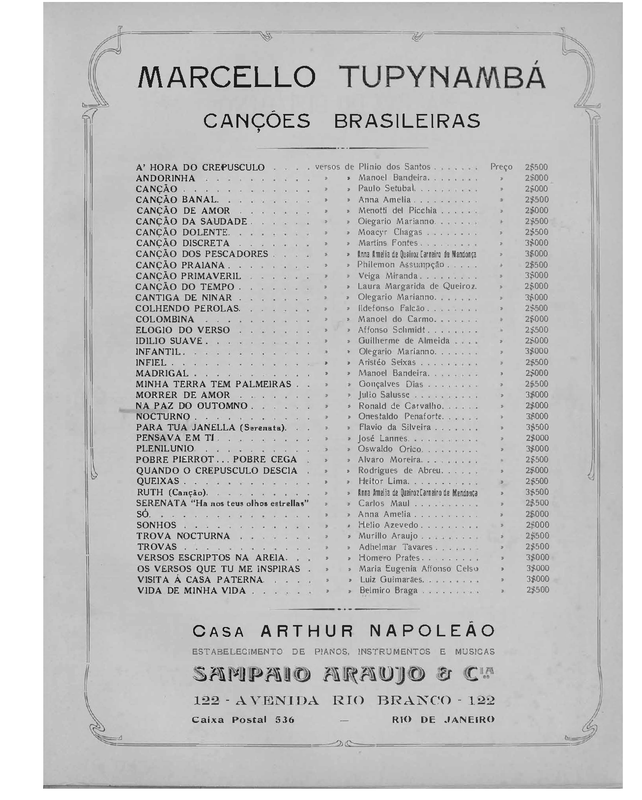 MARCELLO TUPYNAMBÁ
CANÇÕES BRASILEIRAS
A' HORA DO CREPUSCULO . . . . versos de Plinio dos Santos . . . . . . . Preço 2$500
ANDORINHA . . . . . . . . . . » » Manoel Bandeira. . . . . . . . » 2$000
CANÇÃO . . . . . . . . . . . » » Paulo Setubal. . . . . . . . . » 2$000
CANÇÃO BANAL. . . . . . . . . » » Anna Amelia . . . . . . . . . » 2$500
CANÇÃO DE AMOR . . . . . . . » » Menotti del Picchia . . . . . . » 2$000
CANÇÃO DA SAUDADE . . . . . . » » Olegario Marianno. . . . . . . » 2$500
CANÇÃO DOLENTE. . . . . . . . » » Moacyr Chagas . . . . . . . . » 2$500
CANÇÃO DISCRETA . . . . . . . » » Martins Fontes . . . . . . . . » 3$000
CANÇÃO DOS PESCADORES . . . . » » Anna Amelia de Queiroz Carneiro de Mendonça » 3$000
CANÇÃO PRAIANA. . . . . . . . » » Philemon Assumpção . . . . . » 2$500
CANÇÃO PRIMAVERIL . . . . . . » » Veiga Miranda. . . . . . . . . » 3$000
CANÇÃO DO TEMPO . . . . . . . » » Laura Margarida de Queiroz. » 2$000
CANTIGA DE NINAR . . . . . . . » » Olegario Marianno. . . . . . . » 3$000
COLHENDO PEROLAS. . . . . . . » » Ildefonso Falcão. . . . . . . . » 2$500
COLOMBINA . . . . . . . . . . » » Manoel do Carmo. . . . . . . » 2$000
ELOGIO DO VERSO . . . . . . . » » Affonso Schmidt. . . . . . . . » 2$500
IDILIO SUAVE. . . . . . . . . » » Guilherme de Almeida . . . . » 2$000
INFANTIL. . . . . . . . . . . » » Olegario Marianno. . . . . . . » 3$000
INFIEL . . . . . . . . . . . » » Aristéo Seixas . . . . . . . . » 2$500
MADRIGAL . . . . . . . . . . » » Manoel Bandeira. . . . . . . . » 2$000
MINHA TERRA TEM PALMEIRAS . . » » Gonçalves Dias . . . . . . . . » 2$500
MORRER DE AMOR . . . . . . . » » Julio Salusse . . . . . . . . . » 3$000
NA PAZ DO OUTOMNO . . . . . . » » Ronald de Carvalho. . . . . . » 2$000
NOCTURNO . . . . . . . . . . » » Onestaldo Penaforte. . . . . . » 3$000
PARA TUA JANELLA (Serenata). . . » » Flavio da Silveira . . . . . . . » 3$500
PENSAVA EM TI . . . . . . . . » » José Lannes. . . . . . . . . . » 2$000
PLENILUNIO . . . . . . . . . . » » Oswaldo Orico. . . . . . . . . » 3$000
POBRE PIERROT... POBRE CEGA . » » Alvaro Moreira. . . . . . . . . » 2$500
QUANDO O CREPUSCULO DESCIA » » Rodrigues de Abreu. . . . . . » 2$000
QUEIXAS . . . . . . . . . . . » » Heitor Lima. . . . . . . . . . » 2$500
RUTH (Canção). . . . . . . . . » » Anna Amelia de Queiroz Carneiro de Mendonça » 3$500
SERENATA "Ha nos teus olhos estrellas" » » Carlos Maul . . . . . . . . . » 2$500
SÓ. . . . . . . . . . . . . . » » Anna Amelia . . . . . . . . . » 2$000
SONHOS . . . . . . . . . . . » » Helio Azevedo. . . . . . . . . » 2$000
TROVA NOCTURNA . . . . . . . » » Murillo Araujo . . . . . . . . » 2$500
TROVAS . . . . . . . . . . . » » Adhelmar Tavares . . . . . . . » 2$500
VERSOS ESCRIPTOS NA AREIA. . . » » Homero Prates. . . . . . . . . » 3$000
OS VERSOS QUE TU ME INSPIRAS . » » Maria Eugenia Affonso Celso » 3$000
VISITA Á CASA PATERNA . . . . » » Luiz Guimarães. . . . . . . . » 3$000
VIDA DE MINHA VIDA . . . . . . » » Belmiro Braga . . . . . . . . » 2$500
CASA ARTHUR NAPOLEÃO
ESTABELECIMENTO DE PIANOS, INSTRUMENTOS E MUSICAS
SAMPAIO ARAUJO & Cia
122 - AVENIDA RIO BRANCO - 122
Caixa Postal 536 — RIO DE JANEIRO